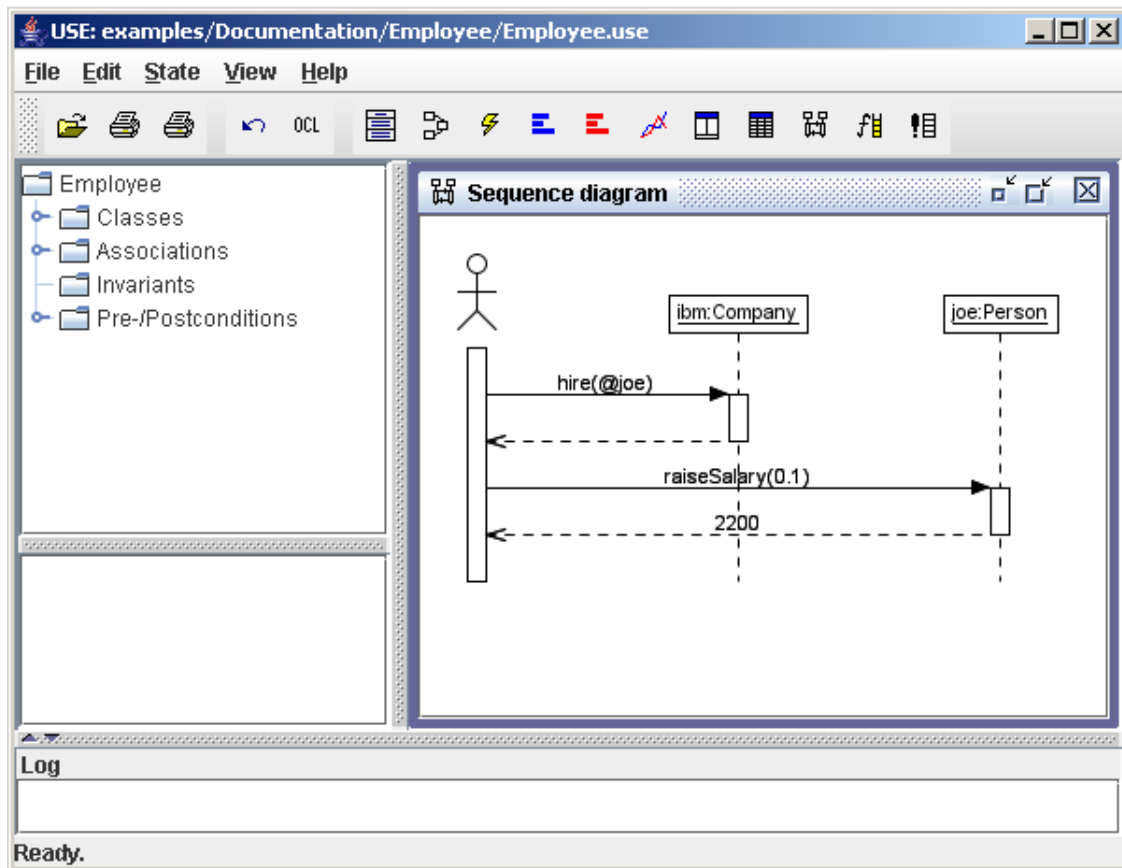 USE: examples/Documentation/Employee/Employee.use
File Edit State View Help
OCL
Employee
Classes
Associations
Invariants
Pre-/Postconditions
Sequence diagram
ibm:Company
joe:Person
hire(@joe)
raiseSalary(0.1)
2200
Log
Ready.